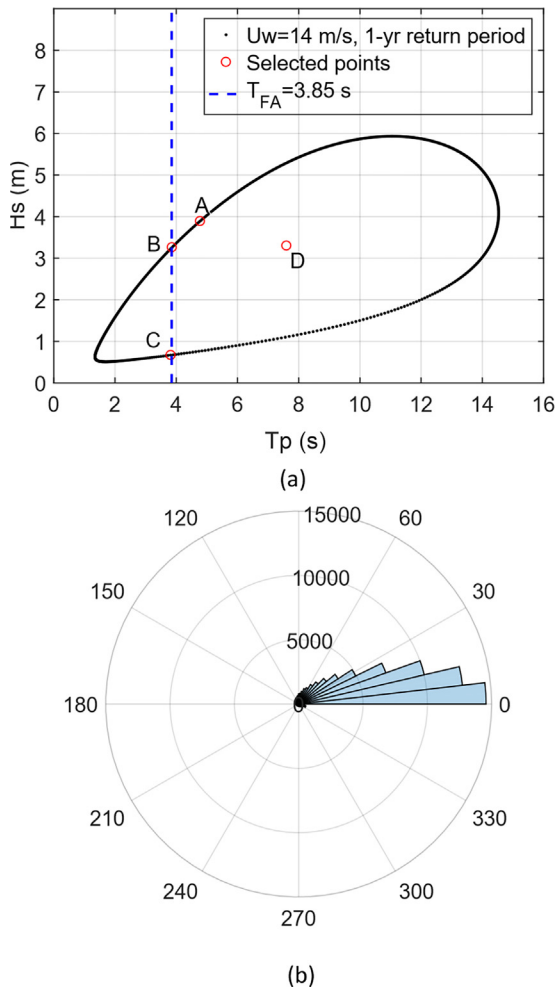 9
8
7
6
5
4
3
2
1
0
Hs (m)
Uw=14 m/s, 1-yr return period
Selected points
T_FA=3.85 s
A
B
C
D
0 2 4 6 8 10 12 14 16
Tp (s)
(a)
120 15000 60
10000
150 30
5000
180 0 0
210 330
240 300
270
(b)